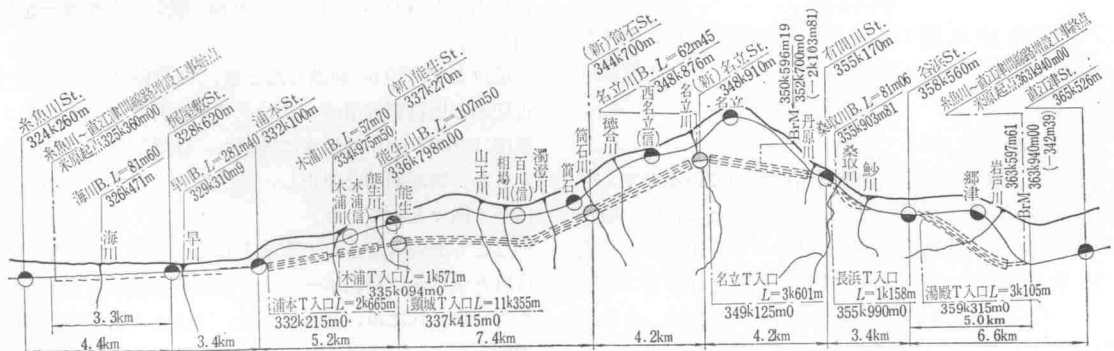 糸魚川St.
324k260m
糸魚川〜直江津間線路増設工事始点
米原起点325k360m00
海川B. L=81m60
326k471m
梶屋敷St.
328k620m
早川B. L=281m40
329k310m9
浦本St.
332k100m
木浦川B. L=57m70
334k975m50
能生川B. L=107m50
336k798m00
(新)能生St.
337k270m
(新)筒石St.
344k700m
名立川B. L=62m45
348k876m
(新)名立St.
348k910m
350k596m19
BrM 352k700m0
(−2k103m81)
有間川St.
355k170m
桑取川B. L=81m06
355k903m81
谷浜St.
358k560m
糸魚川〜直江津間線路増設工事終点
米原起点363k940m00
直江津St.
365k526m
363k597m61
BrM 363k940m00
(−342m39)
海川
早川
木浦川
木浦(信)
能生川
能生
山王川
相場川
百川(信)
濁澄川
筒石
筒石川
徳合川
西名立(信)
名立川
名立
丹原川
桑取川
鯓川
郷津
岩戸川
木浦T入口L=1k571m
335k094m0
浦本T入口L=2k665m
332k215m0
頸城T入口L=11k355m
337k415m0
名立T入口
L=3k601m
349k125m0
長浜T入口
L=1k158m
355k990m0
湯殿T入口L=3k105m
359k315m0
3.3km
5.0km
4.4km
3.4km
5.2km
7.4km
4.2km
4.2km
3.4km
6.6km